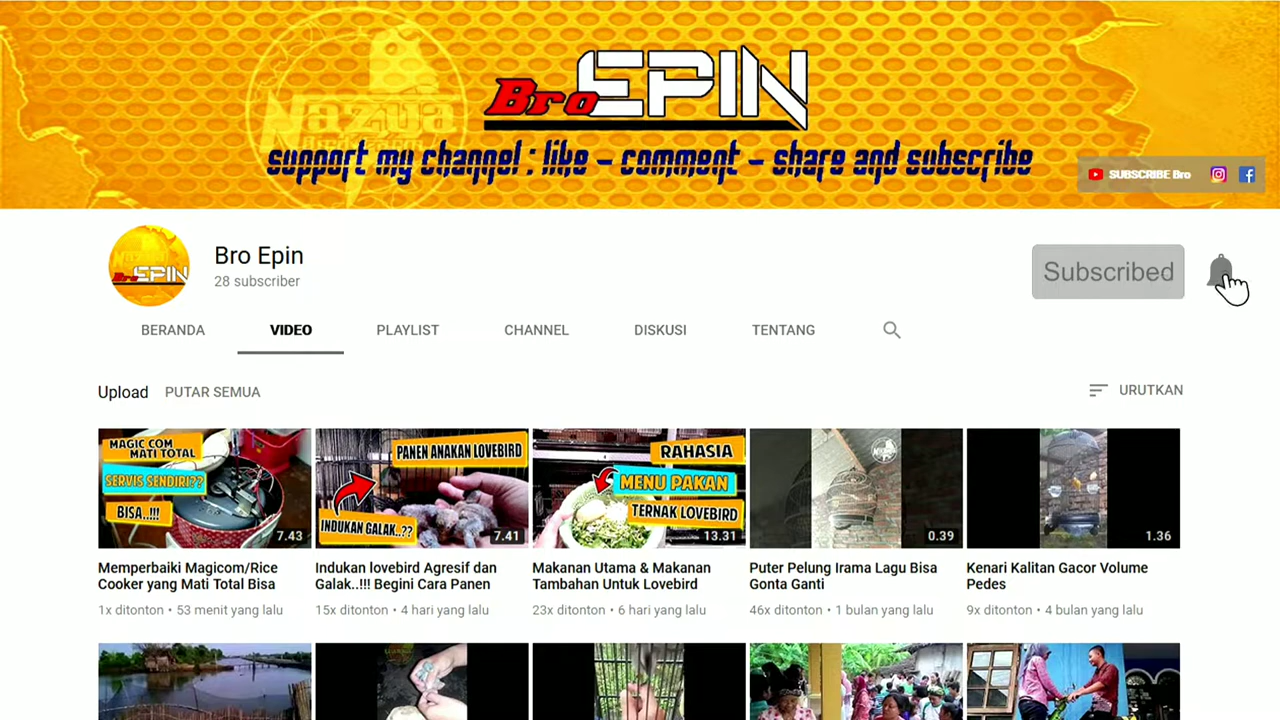 Nazya
Bro EPIN
support my channel : like – comment – share and subscribe
SUBSCRIBE Bro
Bro EPIN
Bro Epin
28 subscriber
Subscribed
BERANDA VIDEO PLAYLIST CHANNEL DISKUSI TENTANG
Upload PUTAR SEMUA URUTKAN
MAGIC COM
MATI TOTAL
SERVIS SENDIRI??
BISA..!!!
7.43
PANEN ANAKAN LOVEBIRD
INDUKAN GALAK..??
7.41
RAHASIA
MENU PAKAN
TERNAK LOVEBIRD
13.31
0.39
1.36
Memperbaiki Magicom/Rice
Cooker yang Mati Total Bisa
1x ditonton • 53 menit yang lalu
Indukan lovebird Agresif dan
Galak..!!! Begini Cara Panen
15x ditonton • 4 hari yang lalu
Makanan Utama & Makanan
Tambahan Untuk Lovebird
23x ditonton • 6 hari yang lalu
Puter Pelung Irama Lagu Bisa
Gonta Ganti
46x ditonton • 1 bulan yang lalu
Kenari Kalitan Gacor Volume
Pedes
9x ditonton • 4 bulan yang lalu